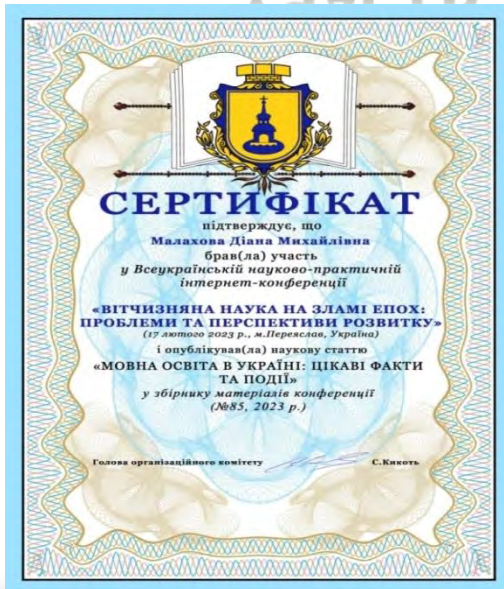 СЕРТИФІКАТ
підтверджує, що
Малахова Діана Михайлівна
брав(ла) участь
у Всеукраїнській науково-практичній
інтернет-конференції
«ВІТЧИЗНЯНА НАУКА НА ЗЛАМІ ЕПОХ:
ПРОБЛЕМИ ТА ПЕРСПЕКТИВИ РОЗВИТКУ»
(17 лютого 2023 р., м.Переяслав, Україна)
і опублікував(ла) наукову статтю
«МОВНА ОСВІТА В УКРАЇНІ: ЦІКАВІ ФАКТИ
ТА ПОДІЇ»
у збірнику матеріалів конференції
(№85, 2023 р.)
Голова організаційного комітету С.Кикоть